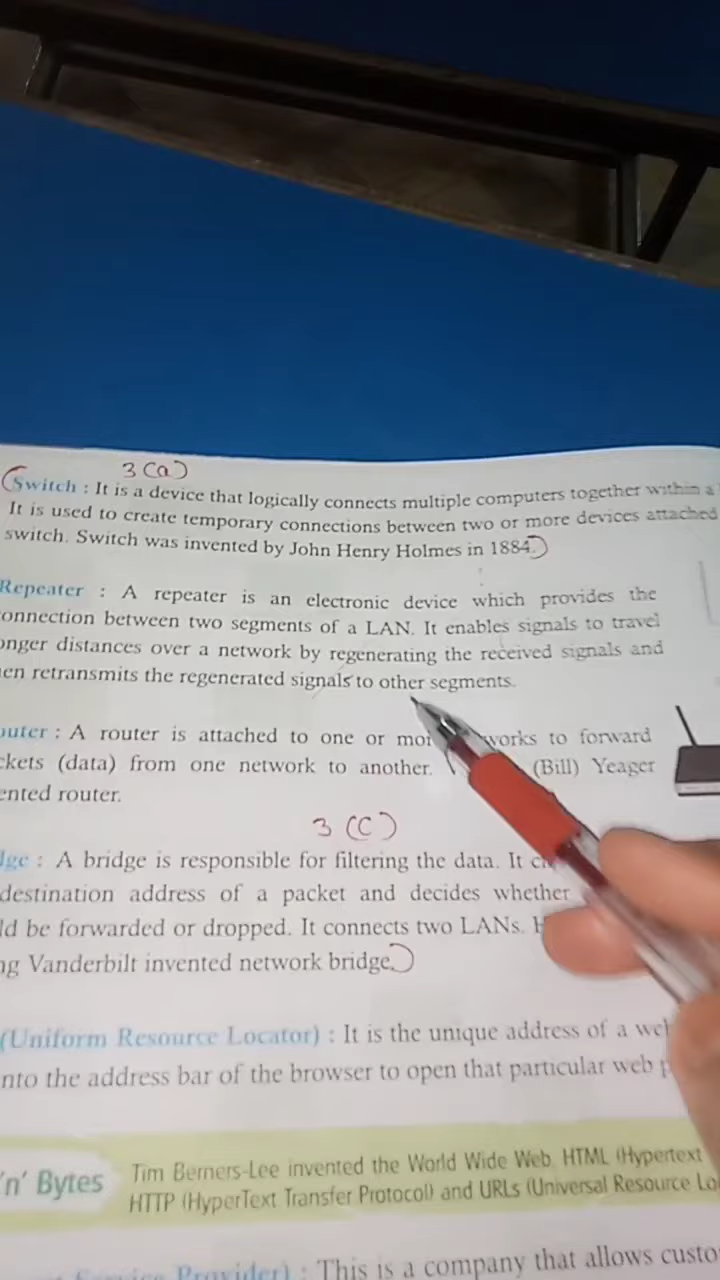 3 (a)
(Switch : It is a device that logically connects multiple computers together within a
It is used to create temporary connections between two or more devices attached
switch. Switch was invented by John Henry Holmes in 1884.)
Repeater : A repeater is an electronic device which provides the
onnection between two segments of a LAN. It enables signals to travel
onger distances over a network by regenerating the received signals and
en retransmits the regenerated signals to other segments.
outer : A router is attached to one or mor works to forward
ckets (data) from one network to another. (Bill) Yeager
ented router.
3 (C)
dge : A bridge is responsible for filtering the data. It
destination address of a packet and decides whether
ld be forwarded or dropped. It connects two LANs.
ng Vanderbilt invented network bridge.)
(Uniform Resource Locator) : It is the unique address of a we
nto the address bar of the browser to open that particular web p
'n' Bytes
Tim Berners-Lee invented the World Wide Web, HTML (Hypertext
HTTP (HyperText Transfer Protocol) and URLs (Universal Resource Lo
Service Provider) : This is a company that allows custo